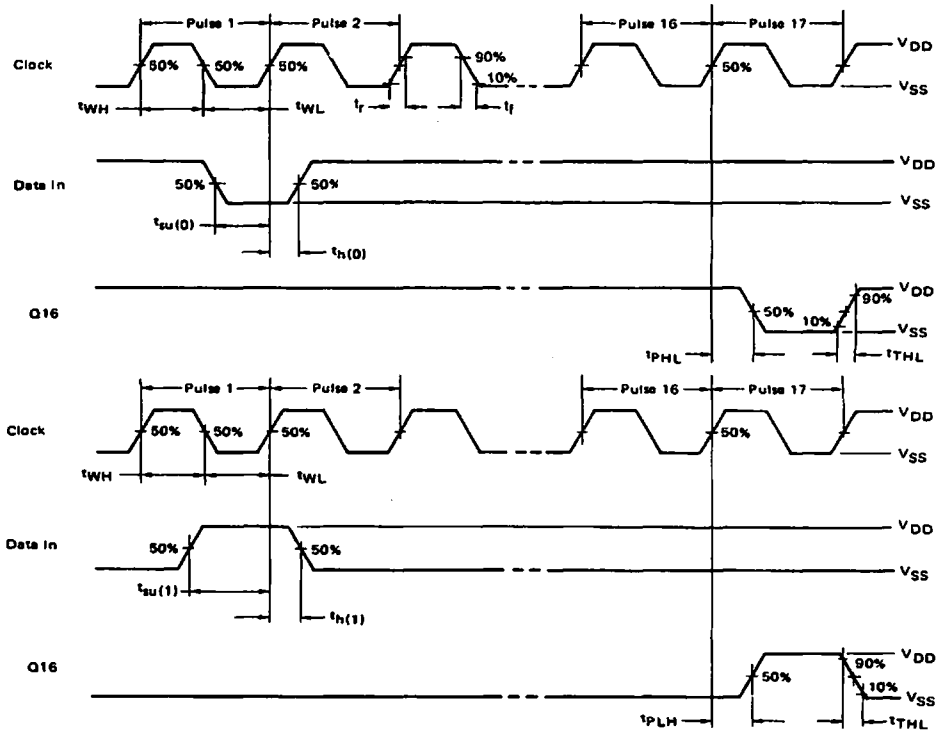 Pulse 1 Pulse 2 Pulse 16 Pulse 17
VDD
Clock 50% 50% 50% 90% 50%
10% VSS
tWH tWL tr tf
VDD
Data In 50% 50%
VSS
tsu(0)
th(0)
VDD
90%
Q16 50% 10%
VSS
tPHL tTHL
Pulse 1 Pulse 2 Pulse 16 Pulse 17
VDD
Clock 50% 50% 50% 50%
VSS
tWH tWL
VDD
Data In 50% 50%
VSS
tsu(1)
th(1)
VDD
Q16 90%
50% 10%
VSS
tPLH tTHL